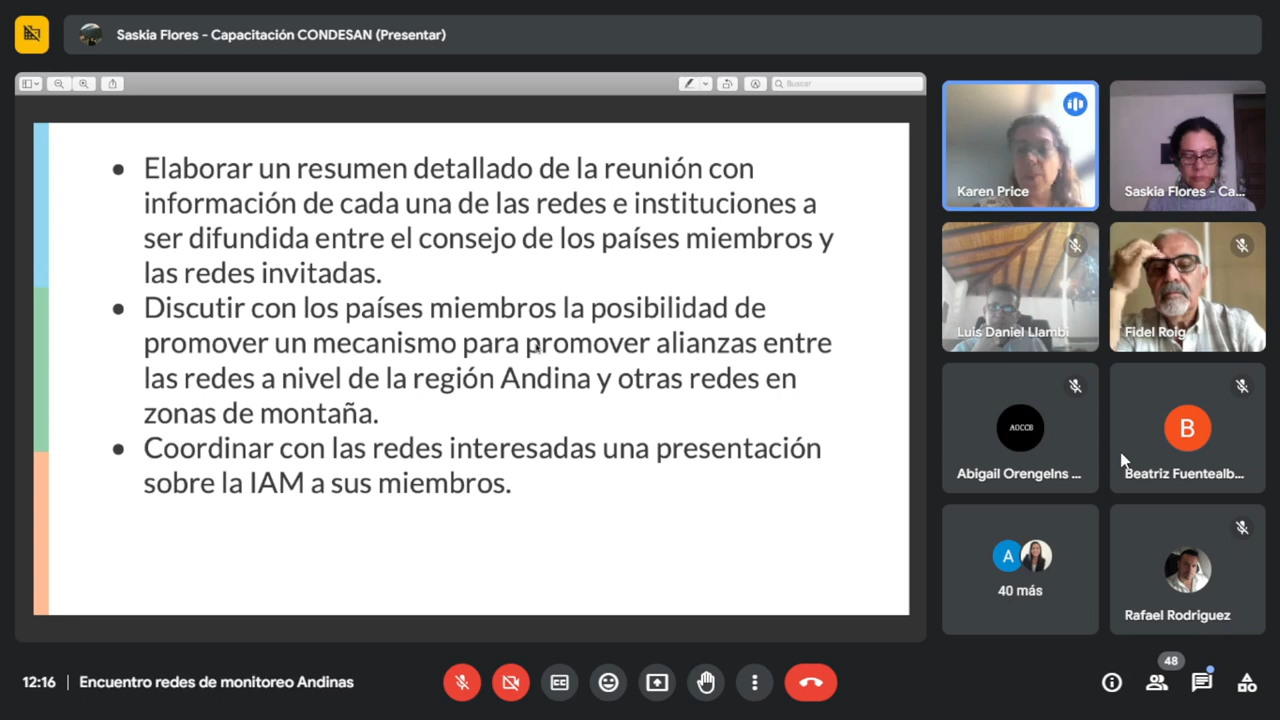 Saskia Flores - Capacitación CONDESAN (Presentar)
Buscar
Elaborar un resumen detallado de la reunión con
información de cada una de las redes e instituciones a
ser difundida entre el consejo de los países miembros y
las redes invitadas.
Discutir con los países miembros la posibilidad de
promover un mecanismo para promover alianzas entre
las redes a nivel de la región Andina y otras redes en
zonas de montaña.
Coordinar con las redes interesadas una presentación
sobre la IAM a sus miembros.
Karen Price
Saskia Flores - Ca...
Luis Daniel Llambi
Fidel Roig
AOCCB
Abigail OrengeIns ...
B
Beatriz Fuentealb...
A
40 más
Rafael Rodriguez
12:16 | Encuentro redes de monitoreo Andinas
48